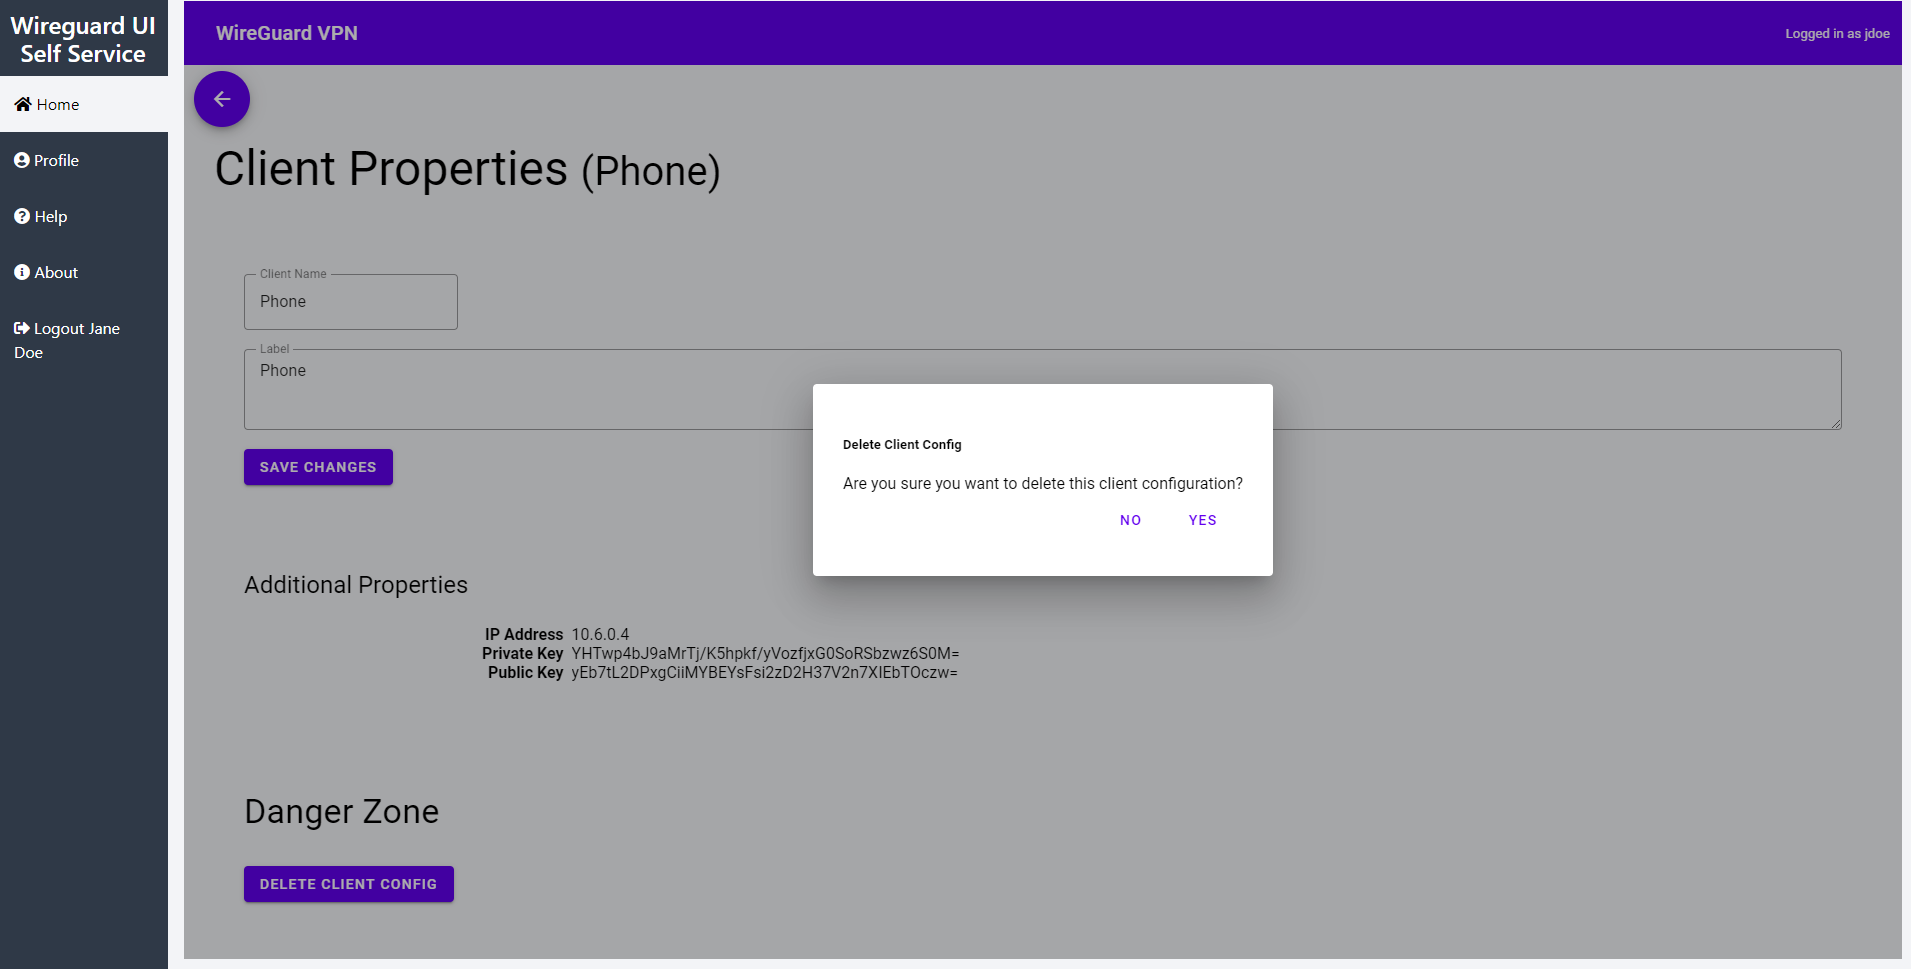 Wireguard UI
Self Service
Home
Profile
Help
About
Logout Jane
Doe
WireGuard VPN
Logged in as jdoe
Client Properties (Phone)
Client Name
Phone
Label
Phone
SAVE CHANGES
Delete Client Config
Are you sure you want to delete this client configuration?
NO YES
Additional Properties
IP Address 10.6.0.4
Private Key YHTwp4bJ9aMrTj/K5hpkf/yVozfjxG0SoRSbzwz6S0M=
Public Key yEb7tL2DPxgCiiMYBEYsFsi2zD2H37V2n7XIEbTOczw=
Danger Zone
DELETE CLIENT CONFIG